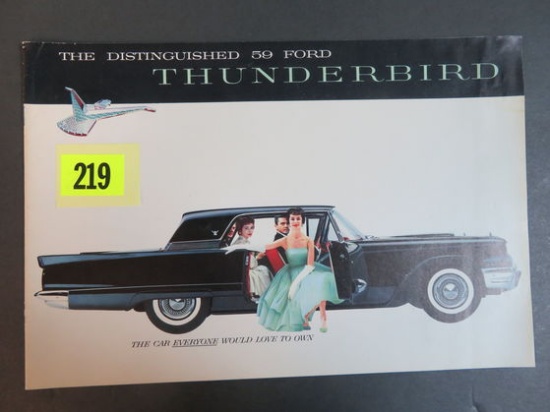 THE DISTINGUISHED 59 FORD
THUNDERBIRD
219
THE CAR EVERYONE WOULD LOVE TO OWN